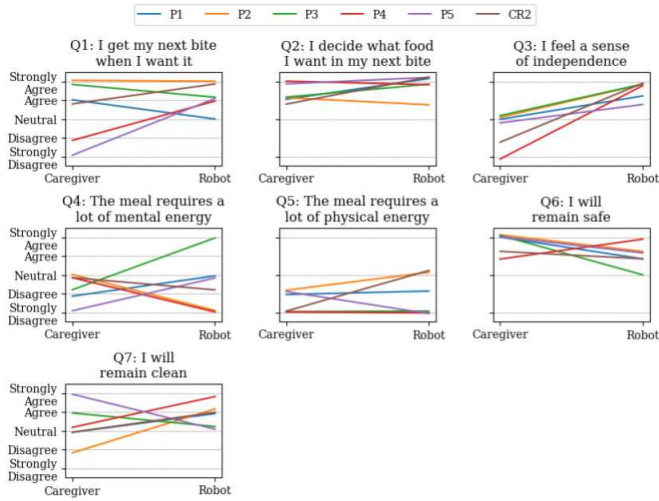 P1 P2 P3 P4 P5 CR2
Q1: I get my next bite
when I want it
Q2: I decide what food
I want in my next bite
Q3: I feel a sense
of independence
Strongly
Agree
Agree
Neutral
Disagree
Strongly
Disagree
Caregiver Robot
Caregiver Robot
Caregiver Robot
Q4: The meal requires a
lot of mental energy
Q5: The meal requires a
lot of physical energy
Q6: I will
remain safe
Strongly
Agree
Agree
Neutral
Disagree
Strongly
Disagree
Caregiver Robot
Caregiver Robot
Caregiver Robot
Q7: I will
remain clean
Strongly
Agree
Agree
Neutral
Disagree
Strongly
Disagree
Caregiver Robot